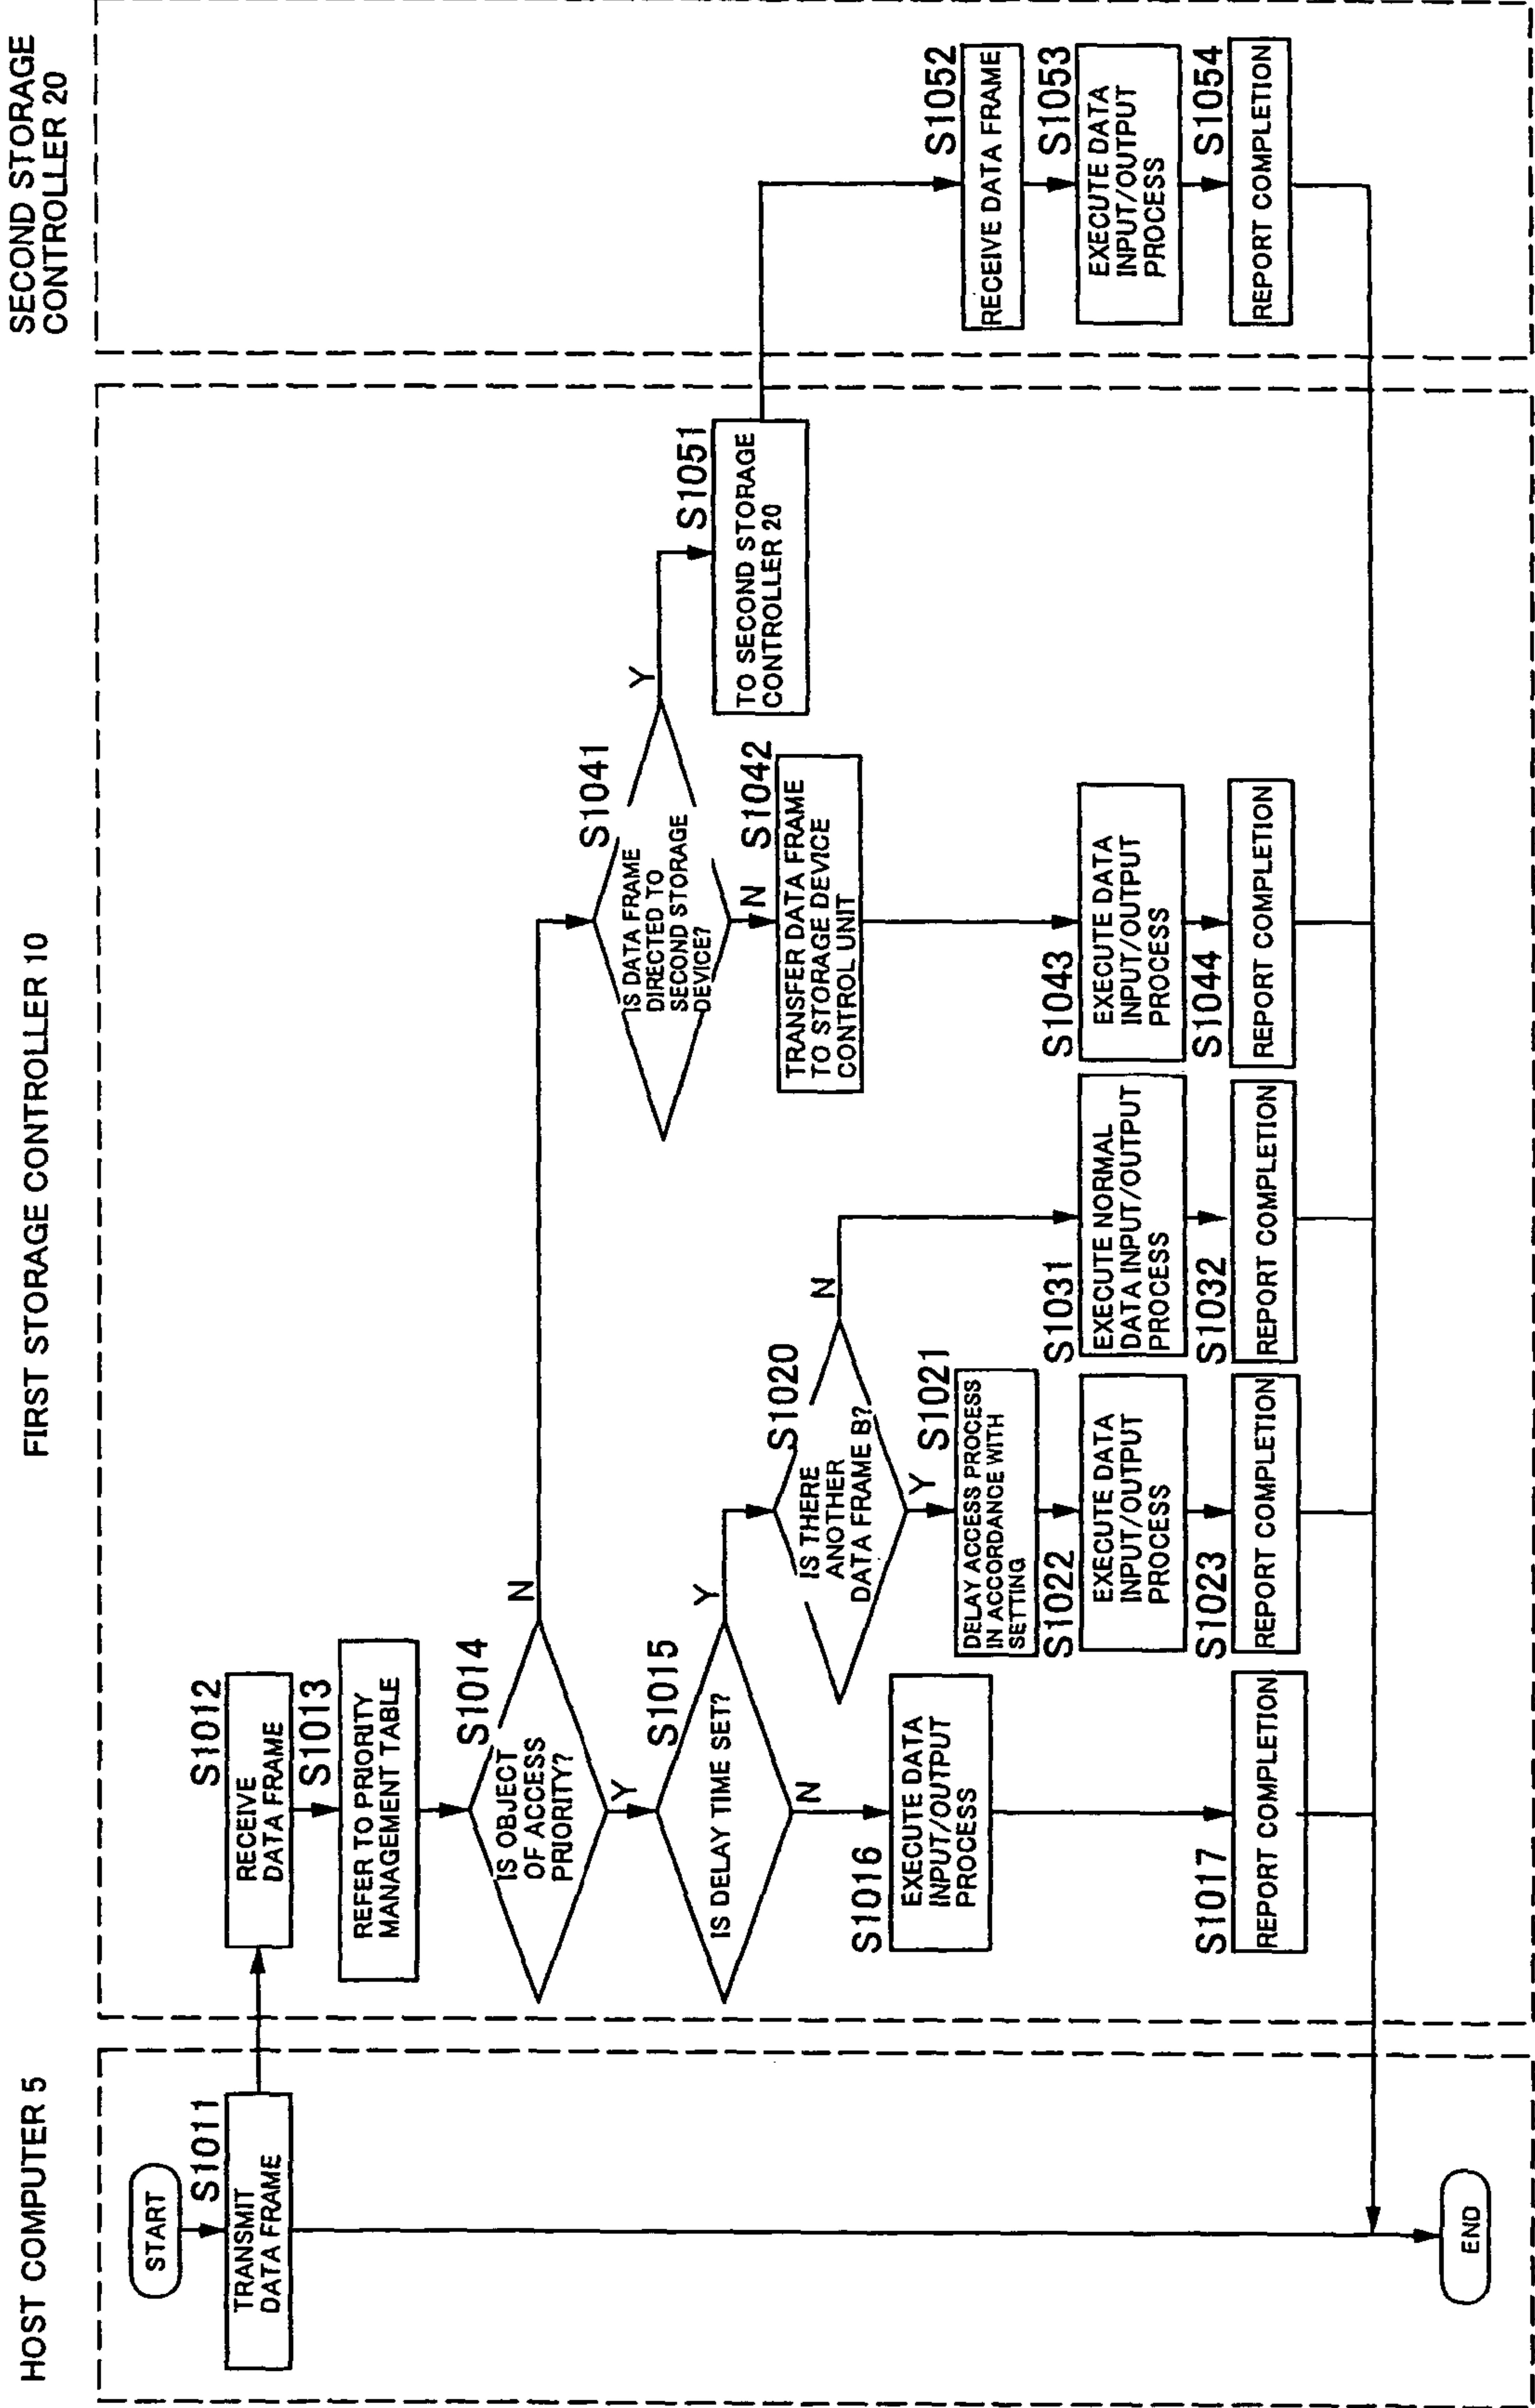 HOST COMPUTER 5
FIRST STORAGE CONTROLLER 10
SECOND STORAGE
CONTROLLER 20
START
S1011
TRANSMIT
DATA FRAME
S1012
RECEIVE
DATA FRAME
S1013
REFER TO PRIORITY
MANAGEMENT TABLE
S1014
IS OBJECT
OF ACCESS
PRIORITY?
N
Y
S1015
IS DELAY TIME SET?
Y
N
S1016
EXECUTE DATA
INPUT/OUTPUT
PROCESS
S1017
REPORT COMPLETION
S1020
IS THERE
ANOTHER
DATA FRAME B?
N
Y
S1021
DELAY ACCESS PROCESS
IN ACCORDANCE WITH
SETTING
S1022
EXECUTE DATA
INPUT/OUTPUT
PROCESS
S1023
REPORT COMPLETION
S1031
EXECUTE NORMAL
DATA INPUT/OUTPUT
PROCESS
S1032
REPORT COMPLETION
S1041
IS DATA FRAME
DIRECTED TO
SECOND STORAGE
DEVICE?
Y
N
S1042
TRANSFER DATA FRAME
TO STORAGE DEVICE
CONTROL UNIT
S1043
EXECUTE DATA
INPUT/OUTPUT
PROCESS
S1044
REPORT COMPLETION
S1051
TO SECOND STORAGE
CONTROLLER 20
S1052
RECEIVE DATA FRAME
S1053
EXECUTE DATA
INPUT/OUTPUT
PROCESS
S1054
REPORT COMPLETION
END